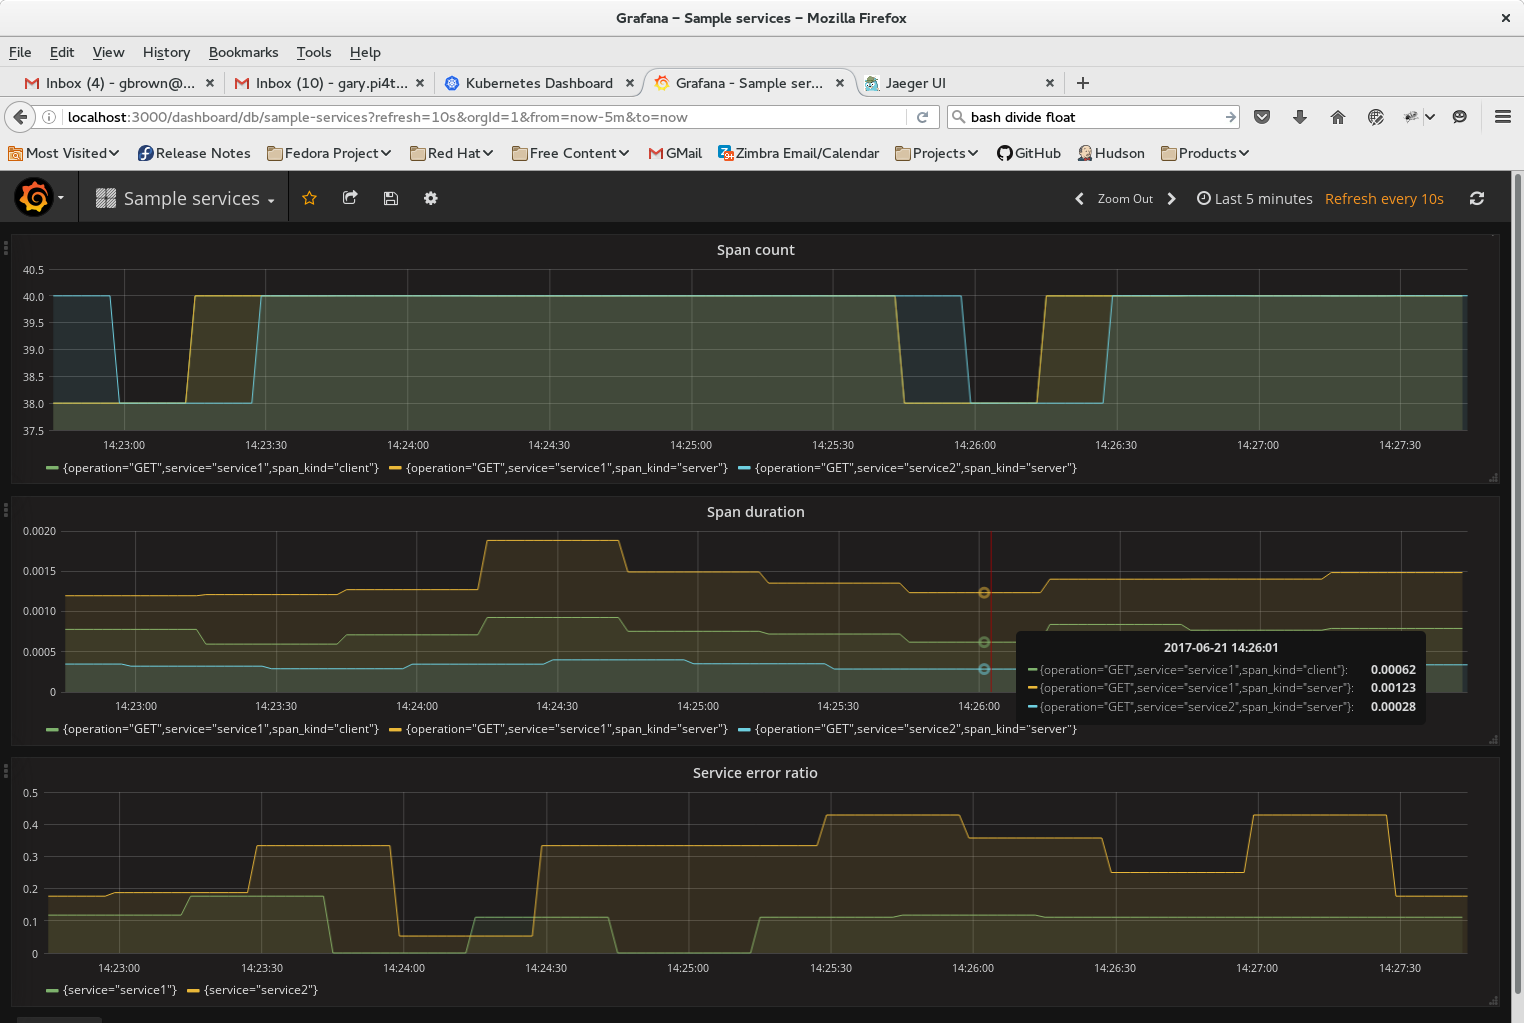 Grafana – Sample services – Mozilla Firefox
File Edit View History Bookmarks Tools Help
Inbox (4) - gbrown@... Inbox (10) - gary.pi4t... Kubernetes Dashboard Grafana - Sample ser... Jaeger UI
localhost:3000/dashboard/db/sample-services?refresh=10s&orgId=1&from=now-5m&to=now bash divide float
Most Visited Release Notes Fedora Project Red Hat Free Content GMail Zimbra Email/Calendar Projects GitHub Hudson Products
Sample services Zoom Out Last 5 minutes Refresh every 10s
Span count
40.5
40.0
39.5
39.0
38.5
38.0
37.5
14:23:00 14:23:30 14:24:00 14:24:30 14:25:00 14:25:30 14:26:00 14:26:30 14:27:00 14:27:30
{operation="GET",service="service1",span_kind="client"} {operation="GET",service="service1",span_kind="server"} {operation="GET",service="service2",span_kind="server"}
Span duration
0.0020
0.0015
0.0010
0.0005
0
2017-06-21 14:26:01
{operation="GET",service="service1",span_kind="client"}: 0.00062
{operation="GET",service="service1",span_kind="server"}: 0.00123
{operation="GET",service="service2",span_kind="server"}: 0.00028
14:23:00 14:23:30 14:24:00 14:24:30 14:25:00 14:25:30 14:26:00
{operation="GET",service="service1",span_kind="client"} {operation="GET",service="service1",span_kind="server"} {operation="GET",service="service2",span_kind="server"}
Service error ratio
0.5
0.4
0.3
0.2
0.1
0
14:23:00 14:23:30 14:24:00 14:24:30 14:25:00 14:25:30 14:26:00 14:26:30 14:27:00 14:27:30
{service="service1"} {service="service2"}